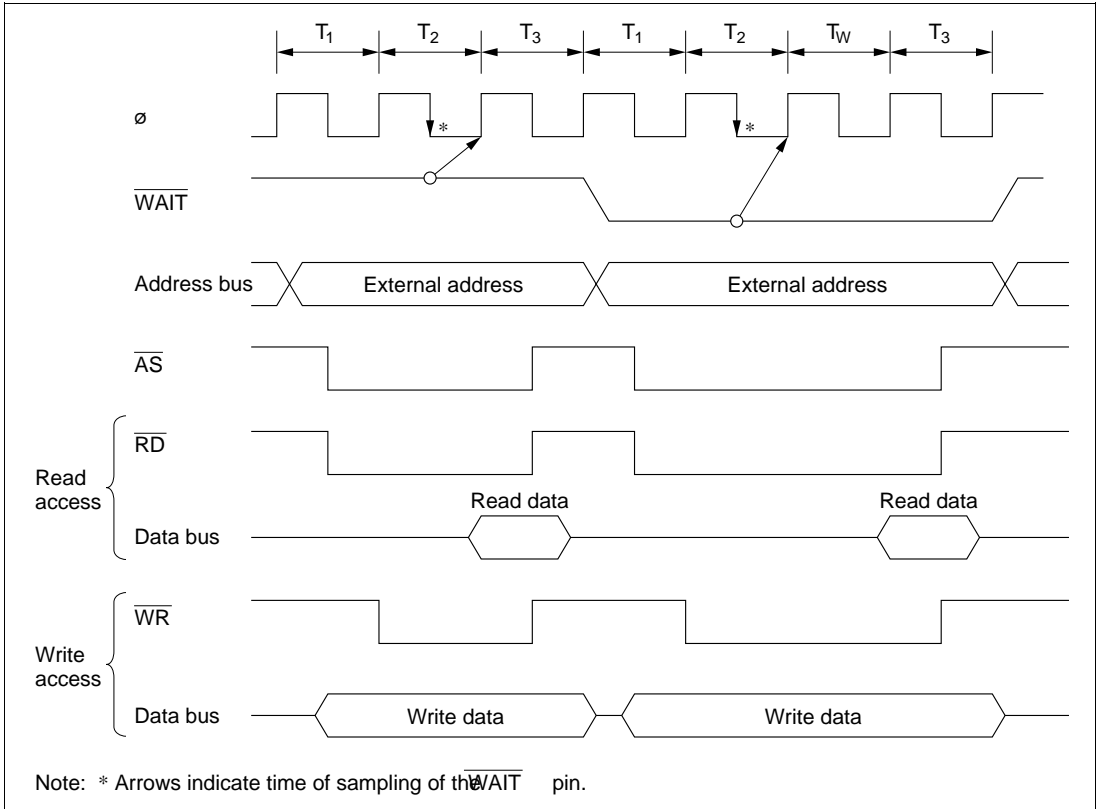 T1 T2 T3 T1 T2 TW T3
ø
*
*
WAIT
Address bus
External address
External address
AS
RD
Read access
Read data
Read data
Data bus
WR
Write access
Data bus
Write data
Write data
Note: * Arrows indicate time of sampling of the WAIT pin.